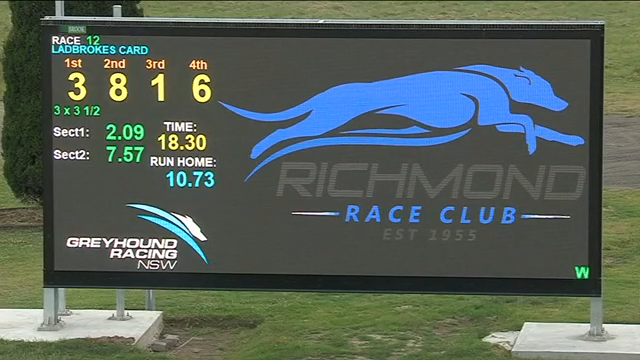 RACE 12
LADBROKES CARD
1st 2nd 3rd 4th
3 8 1 6
3 x 3 1/2
Sect1: 2.09
TIME:
18.30
Sect2: 7.57
RUN HOME:
10.73
RICHMOND
RACE CLUB
EST 1955
GREYHOUND
RACING
NSW
W